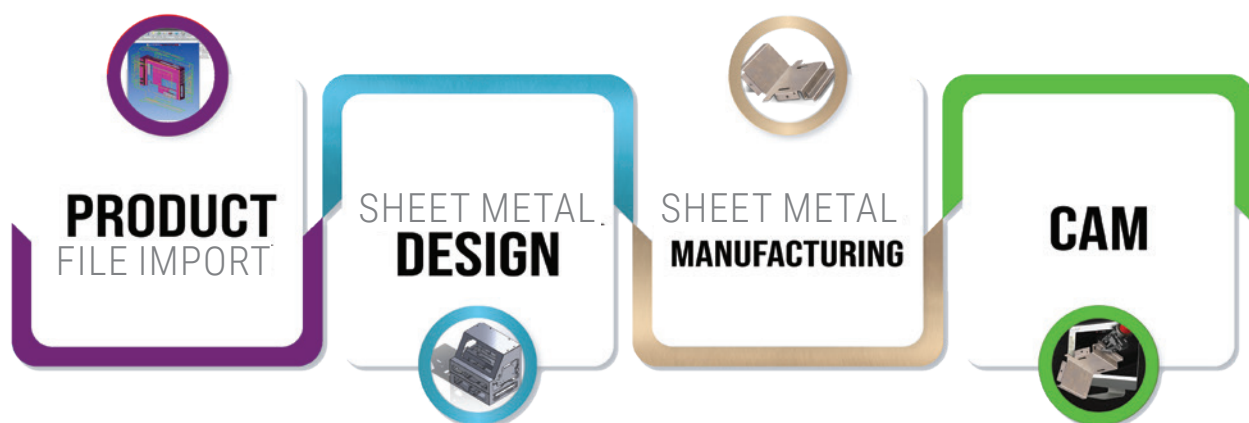 PRODUCT
FILE IMPORT
SHEET METAL
DESIGN
SHEET METAL
MANUFACTURING
CAM